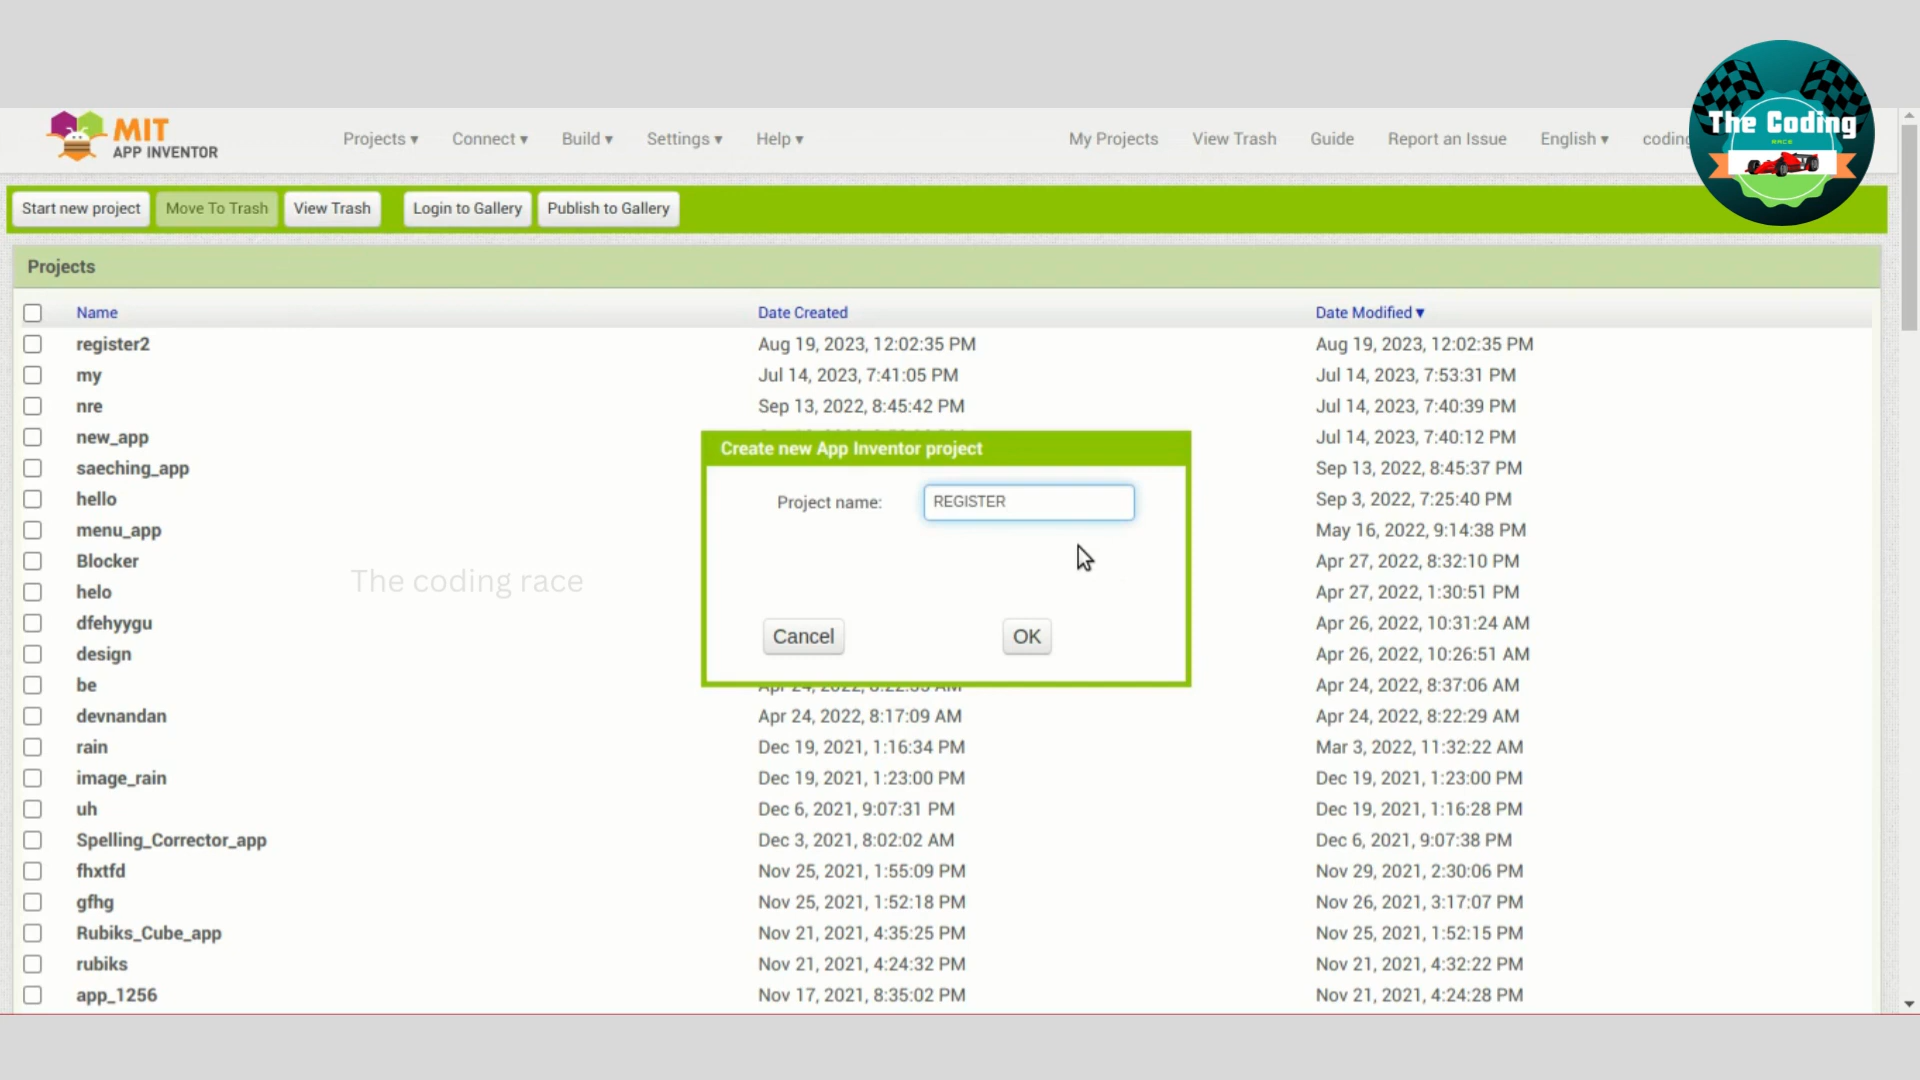 MIT
APP INVENTOR
Projects ▾ Connect ▾ Build ▾ Settings ▾ Help ▾ My Projects View Trash Guide Report an Issue English ▾ coding
The Coding
RACE
Start new project Move To Trash View Trash Login to Gallery Publish to Gallery
Projects
Name Date Created Date Modified ▾
register2 Aug 19, 2023, 12:02:35 PM Aug 19, 2023, 12:02:35 PM
my Jul 14, 2023, 7:41:05 PM Jul 14, 2023, 7:53:31 PM
nre Sep 13, 2022, 8:45:42 PM Jul 14, 2023, 7:40:39 PM
new_app Jul 14, 2023, 7:40:12 PM
Create new App Inventor project
saeching_app Sep 13, 2022, 8:45:37 PM
hello Sep 3, 2022, 7:25:40 PM
Project name: REGISTER
menu_app May 16, 2022, 9:14:38 PM
Blocker Apr 27, 2022, 8:32:10 PM
The coding race
helo Apr 27, 2022, 1:30:51 PM
dfehyygu Apr 26, 2022, 10:31:24 AM
Cancel OK
design Apr 26, 2022, 10:26:51 AM
be Apr 24, 2022, 8:37:06 AM
devnandan Apr 24, 2022, 8:17:09 AM Apr 24, 2022, 8:22:29 AM
rain Dec 19, 2021, 1:16:34 PM Mar 3, 2022, 11:32:22 AM
image_rain Dec 19, 2021, 1:23:00 PM Dec 19, 2021, 1:23:00 PM
uh Dec 6, 2021, 9:07:31 PM Dec 19, 2021, 1:16:28 PM
Spelling_Corrector_app Dec 3, 2021, 8:02:02 AM Dec 6, 2021, 9:07:38 PM
fhxtfd Nov 25, 2021, 1:55:09 PM Nov 29, 2021, 2:30:06 PM
gfhg Nov 25, 2021, 1:52:18 PM Nov 26, 2021, 3:17:07 PM
Rubiks_Cube_app Nov 21, 2021, 4:35:25 PM Nov 25, 2021, 1:52:15 PM
rubiks Nov 21, 2021, 4:24:32 PM Nov 21, 2021, 4:32:22 PM
app_1256 Nov 17, 2021, 8:35:02 PM Nov 21, 2021, 4:24:28 PM